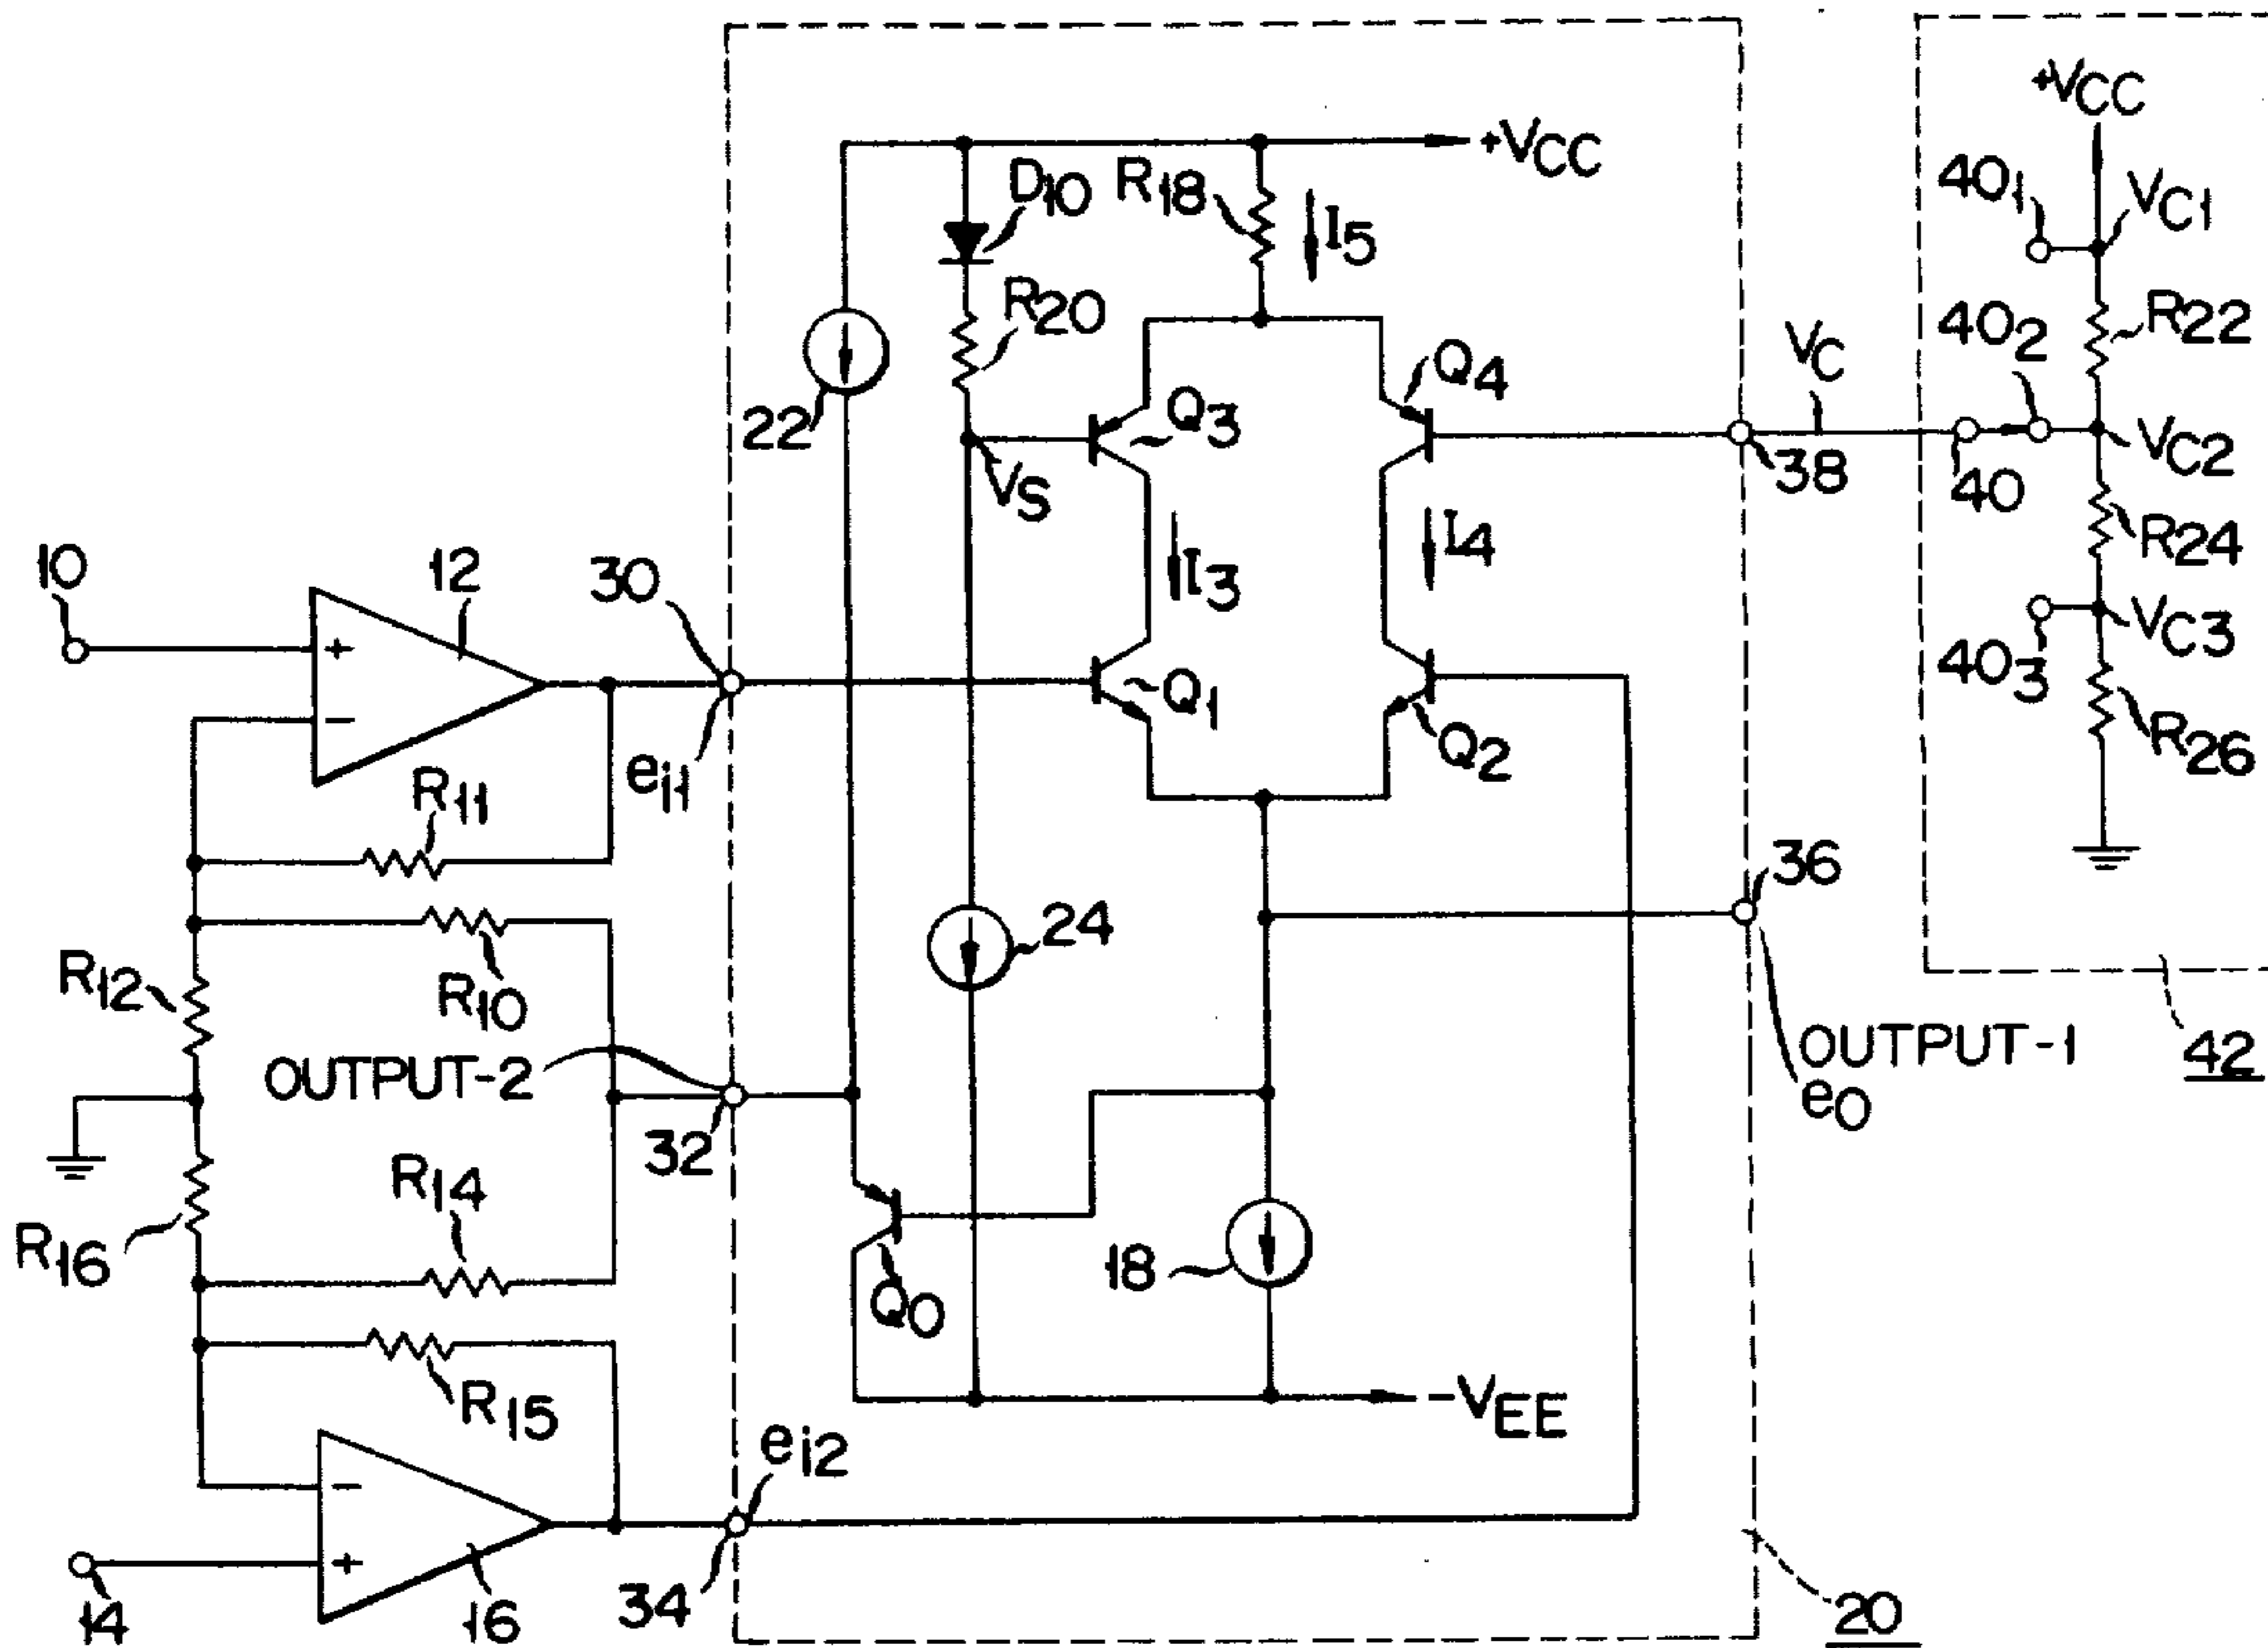 +VCC
+VCC
D10
R18
401
VC1
I5
R20
R22
402
Q4
VC
Q3
22
VC2
38
VS
40
10
12
30
I3
I4
R24
VC3
403
Q1
+
ei1
Q2
R26
−
R11
36
24
R12
R10
OUTPUT-2
OUTPUT-1
42
eO
32
R14
R16
18
QO
R15
-VEE
ei2
−
+
34
14
16
20